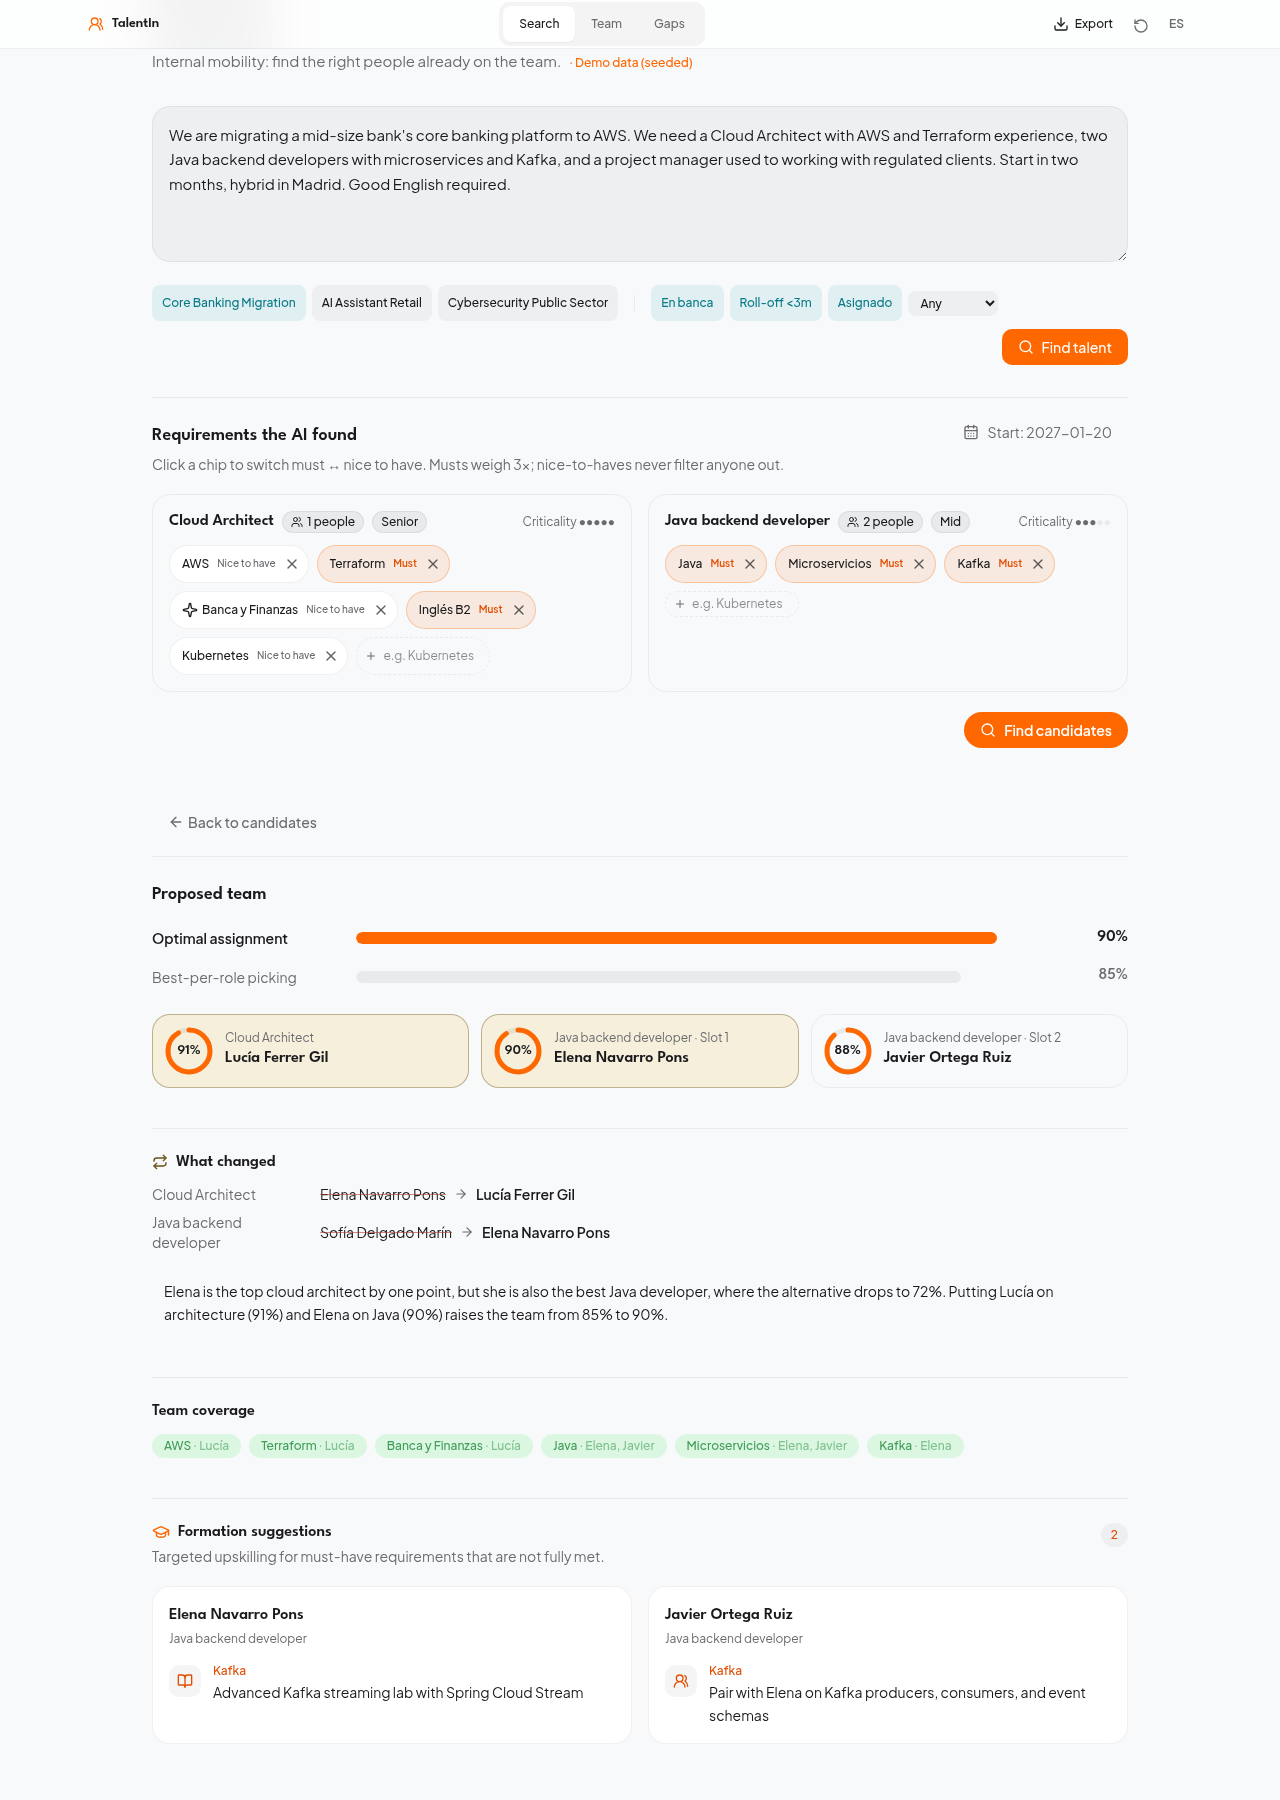 TalentIn
Search
Team
Gaps
Export
ES
Internal mobility: find the right people already on the team. · Demo data (seeded)
We are migrating a mid-size bank's core banking platform to AWS. We need a Cloud Architect with AWS and Terraform experience, two
Java backend developers with microservices and Kafka, and a project manager used to working with regulated clients. Start in two
months, hybrid in Madrid. Good English required.
Core Banking Migration
AI Assistant Retail
Cybersecurity Public Sector
En banca
Roll-off <3m
Asignado
Any
Find talent
Requirements the AI found
Start: 2027-01-20
Click a chip to switch must ↔ nice to have. Musts weigh 3×; nice-to-haves never filter anyone out.
Cloud Architect 1 people Senior Criticality ●●●●●
AWS Nice to have
Terraform Must
Banca y Finanzas Nice to have
Inglés B2 Must
Kubernetes Nice to have
+ e.g. Kubernetes
Java backend developer 2 people Mid Criticality ●●●●●
Java Must
Microservicios Must
Kafka Must
+ e.g. Kubernetes
Find candidates
← Back to candidates
Proposed team
Optimal assignment 90%
Best-per-role picking 85%
91%
Cloud Architect
Lucía Ferrer Gil
90%
Java backend developer · Slot 1
Elena Navarro Pons
88%
Java backend developer · Slot 2
Javier Ortega Ruiz
What changed
Cloud Architect Elena Navarro Pons → Lucía Ferrer Gil
Java backend
developer
Sofía Delgado Marín → Elena Navarro Pons
Elena is the top cloud architect by one point, but she is also the best Java developer, where the alternative drops to 72%. Putting Lucía on
architecture (91%) and Elena on Java (90%) raises the team from 85% to 90%.
Team coverage
AWS · Lucía
Terraform · Lucía
Banca y Finanzas · Lucía
Java · Elena, Javier
Microservicios · Elena, Javier
Kafka · Elena
Formation suggestions
2
Targeted upskilling for must-have requirements that are not fully met.
Elena Navarro Pons
Java backend developer
Kafka
Advanced Kafka streaming lab with Spring Cloud Stream
Javier Ortega Ruiz
Java backend developer
Kafka
Pair with Elena on Kafka producers, consumers, and event
schemas